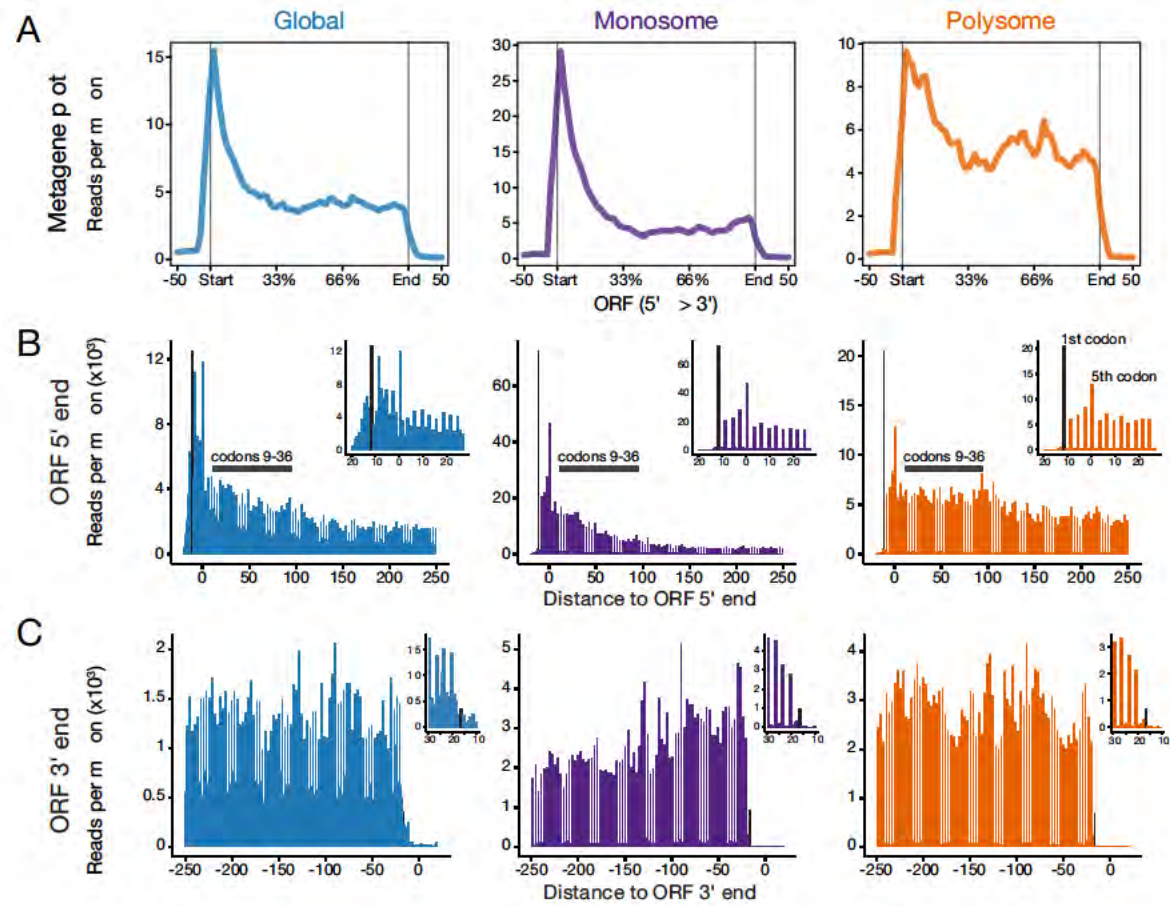 A
Global
Monosome
Polysome
Metagene p ot
Reads per m on
15
10
5
0
30
25
20
15
10
5
0
10
8
6
4
2
0
-50 Start 33% 66% End 50
-50 Start 33% 66% End 50
-50 Start 33% 66% End 50
ORF (5' > 3')
B
ORF 5' end
Reads per m on (x10³)
12
8
4
0
12
8
4
0
20 10 0 10 20
codons 9-36
0 50 100 150 200 250
60
40
20
0
60
40
20
0
20 10 0 10 20
codons 9-36
0 50 100 150 200 250
20
15
10
5
0
20
15
10
5
0
1st codon
5th codon
20 10 0 10 20
codons 9-36
0 50 100 150 200 250
Distance to ORF 5' end
C
ORF 3' end
Reads per m on (x10³)
2
1.5
1
0.5
0
1.5
1
0.5
0
30 20 10
-250 -200 -150 -100 -50 0
5
4
3
2
1
0
4
3
2
1
0
30 20 10
-250 -200 -150 -100 -50 0
4
3
2
1
0
3
2
1
0
30 20 10
-250 -200 -150 -100 -50 0
Distance to ORF 3' end